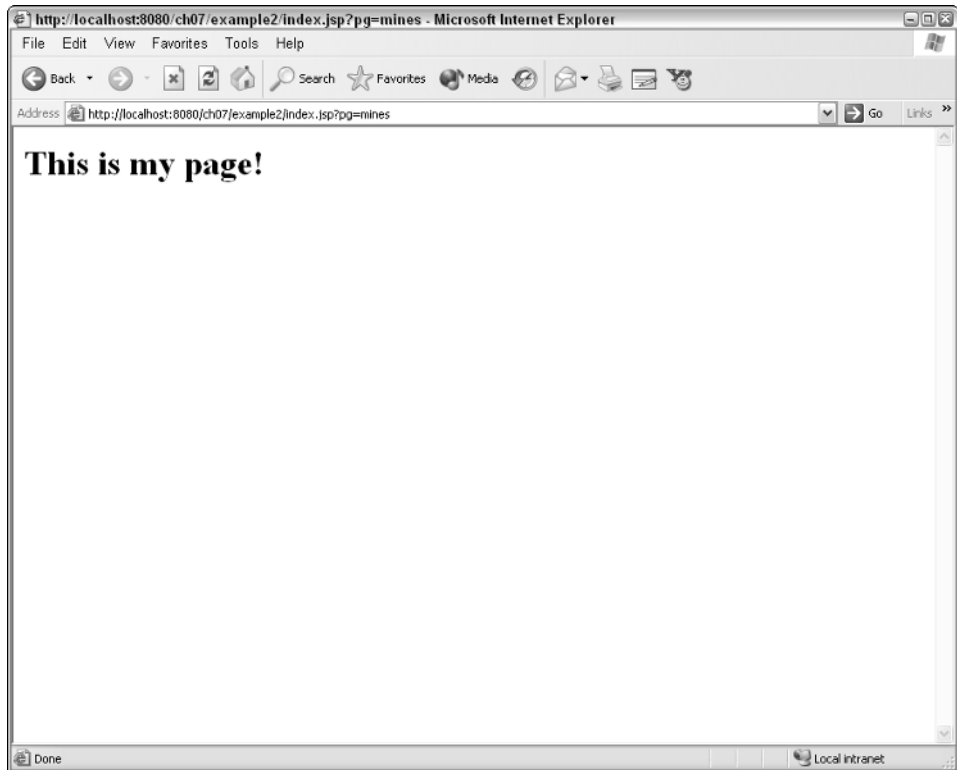 http://localhost:8080/ch07/example2/index.jsp?pg=mines - Microsoft Internet Explorer
File Edit View Favorites Tools Help
Back Search Favorites Media
Address http://localhost:8080/ch07/example2/index.jsp?pg=mines Go Links »
This is my page!
Done Local intranet